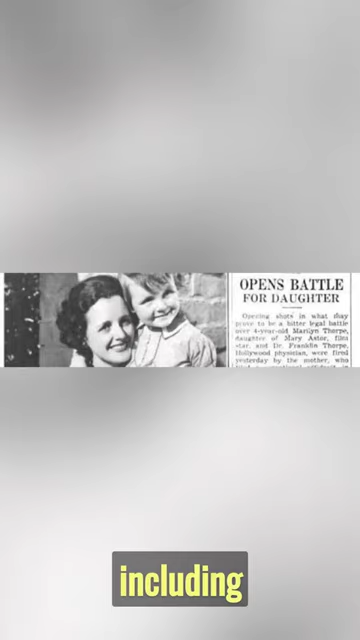 OPENS BATTLE
FOR DAUGHTER
Opening shots in what may
prove to be a bitter legal battle
over 4-year-old Marilyn Thorpe,
daughter of Mary Astor, film
star, and Dr. Franklin Thorpe,
Hollywood physician, were fired
yesterday by the mother, who
including